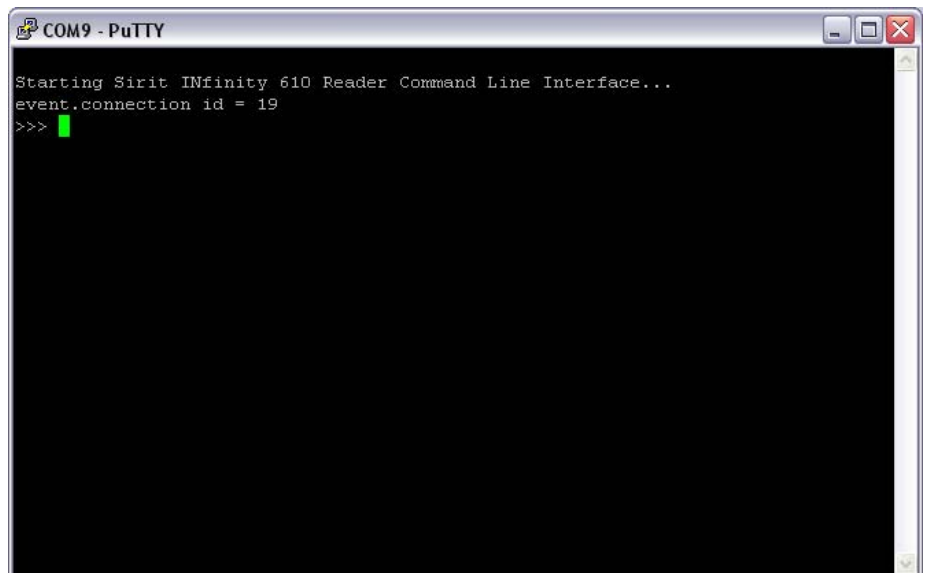 COM9 - PuTTY
Starting Sirit INfinity 610 Reader Command Line Interface...
event.connection id = 19
>>>